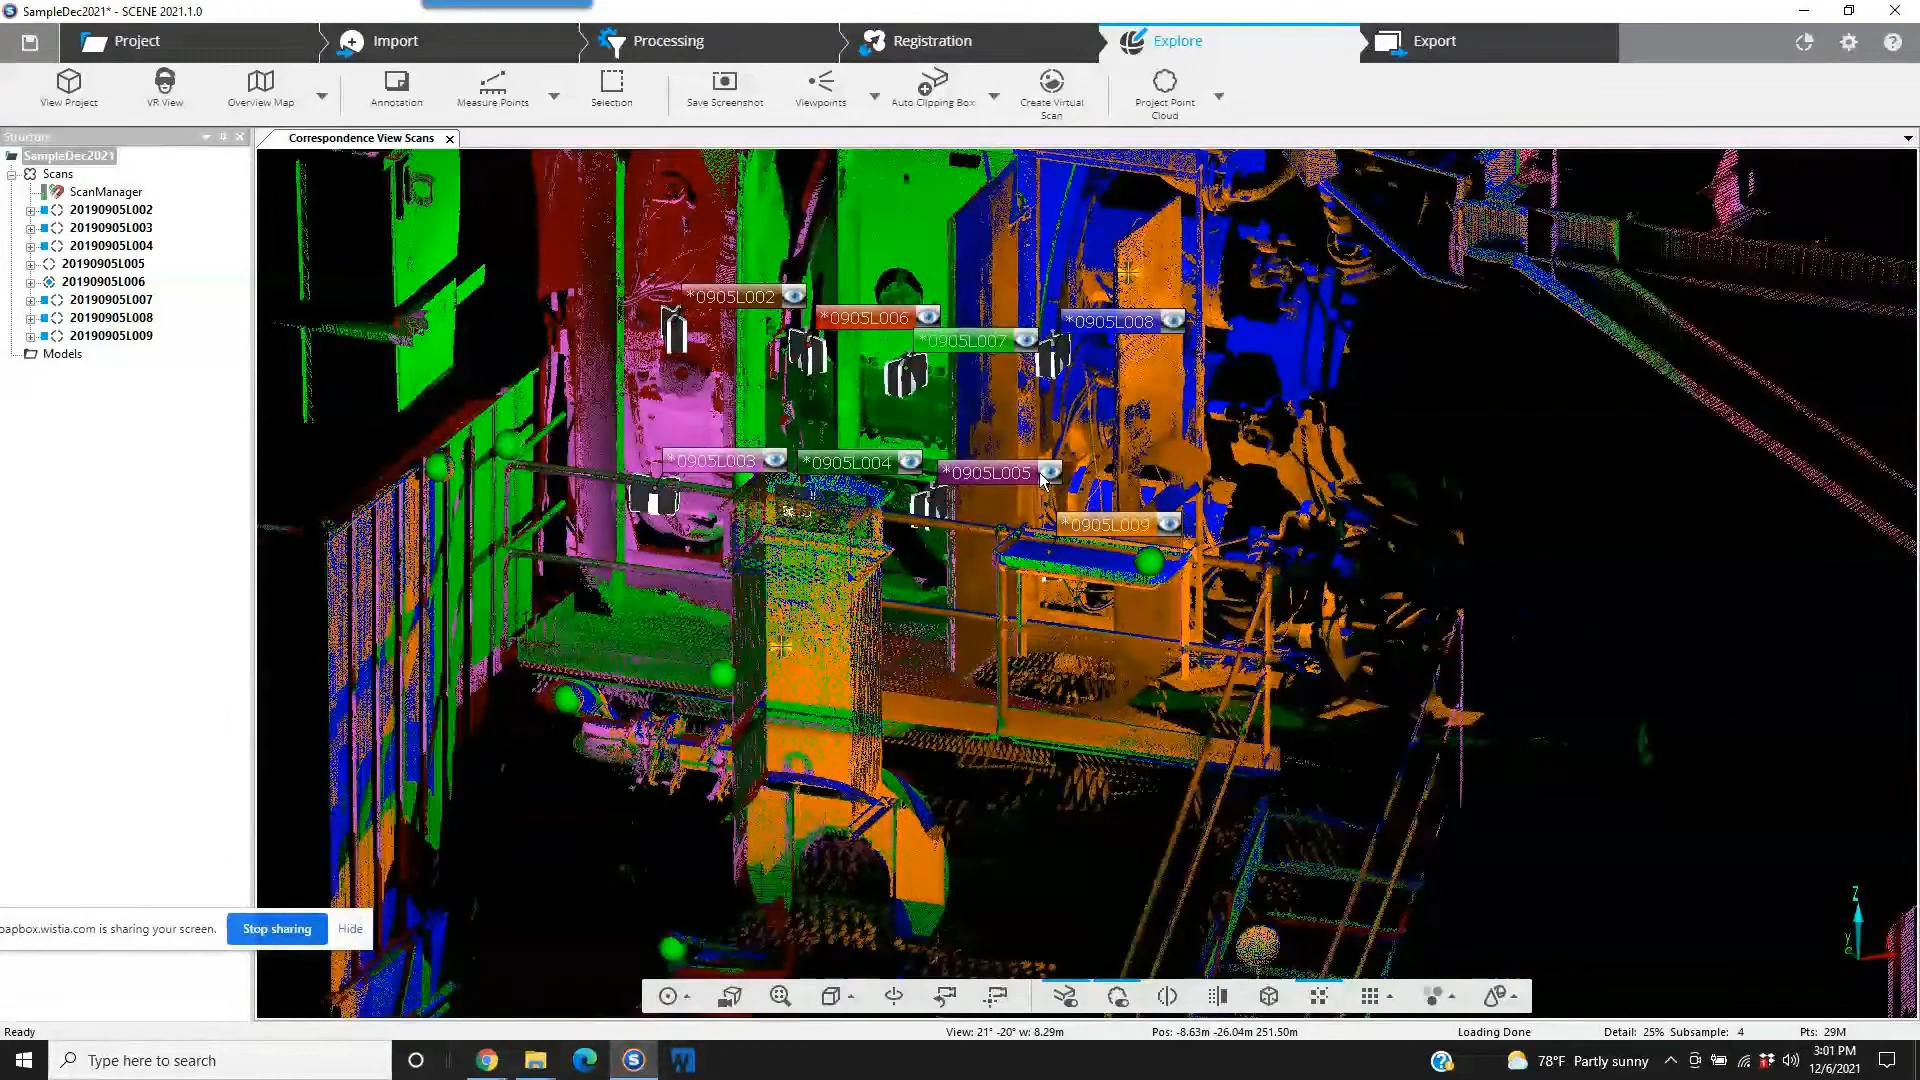 SampleDec2021* - SCENE 2021.1.0
Project
Import
Processing
Registration
Explore
Export
View Project
VR View
Overview Map
Annotation
Measure Points
Selection
Save Screenshot
Viewpoints
Auto Clipping Box
Create Virtual
Scan
Project Point
Cloud
Structure
Correspondence View Scans
SampleDec2021
Scans
ScanManager
20190905L002
20190905L003
20190905L004
20190905L005
20190905L006
20190905L007
20190905L008
20190905L009
Models
*0905L002
*0905L006
*0905L007
*0905L008
*0905L003
*0905L004
*0905L005
*0905L009
oapbox.wistia.com is sharing your screen.
Stop sharing
Hide
Z
Y
Ready
View: 21° -20° w: 8.29m
Pos: -8.63m -26.04m 251.50m
Loading Done
Detail: 25% Subsample: 4
Pts: 29M
Type here to search
78°F Partly sunny
3:01 PM
12/6/2021